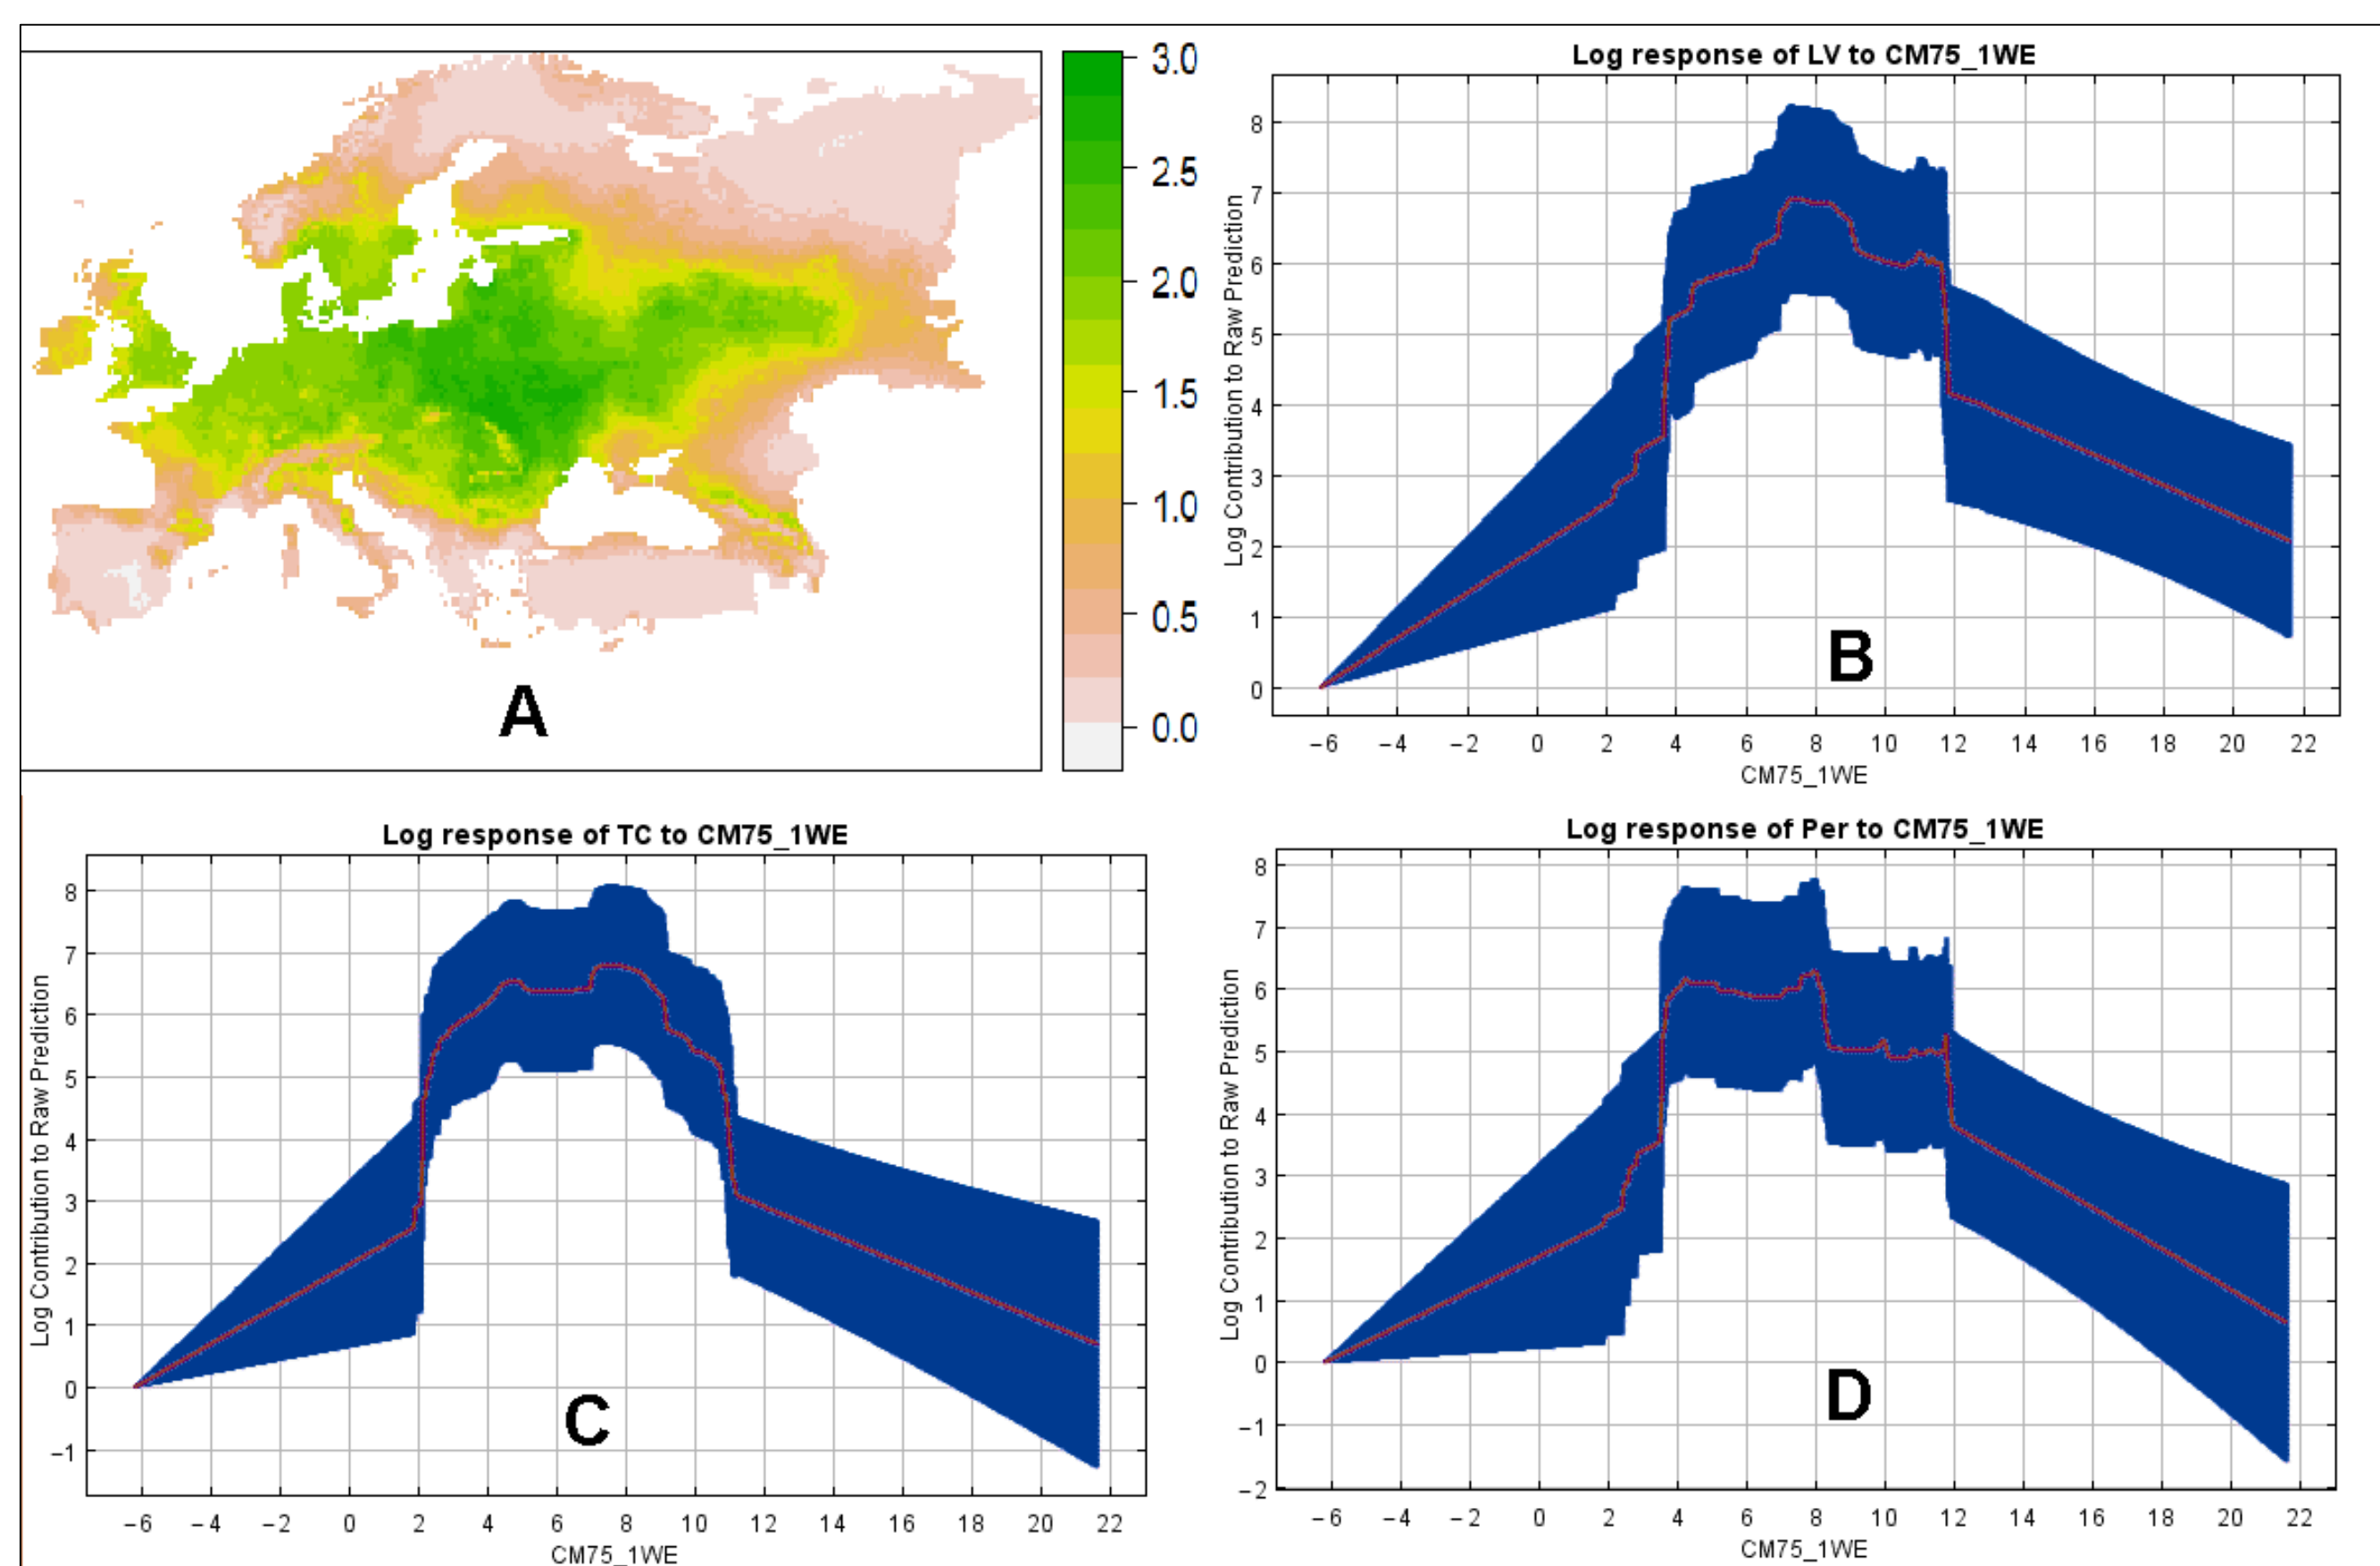 3.0
2.5
2.0
1.5
1.0
0.5
0.0
A
Log response of LV to CM75_1WE
Log Contribution to Raw Prediction
8
7
6
5
4
3
2
1
0
B
−6 −4 −2 0 2 4 6 8 10 12 14 16 18 20 22
CM75_1WE
Log response of TC to CM75_1WE
Log Contribution to Raw Prediction
8
7
6
5
4
3
2
1
0
−1
C
−6 −4 −2 0 2 4 6 8 10 12 14 16 18 20 22
CM75_1WE
Log response of Per to CM75_1WE
Log Contribution to Raw Prediction
8
7
6
5
4
3
2
1
0
−1
−2
D
−6 −4 −2 0 2 4 6 8 10 12 14 16 18 20 22
CM75_1WE